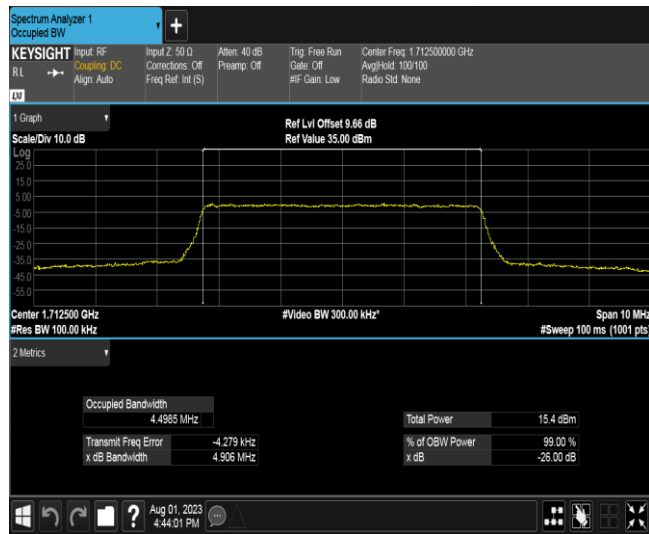 Spectrum Analyzer 1
Occupied BW
+
KEYSIGHT Input: RF Input Z: 50 Ω Atten: 40 dB Trig: Free Run Center Freq: 1.712500000 GHz
RL Coupling: DC Corrections: Off Preamp: Off Gate: Off Avg|Hold: 100/100
Align: Auto Freq Ref: Int (S) #IF Gain: Low Radio Std: None
LXI
1 Graph Ref Lvl Offset 9.66 dB
Scale/Div 10.0 dB Ref Value 35.00 dBm
Log
25.0
15.0
5.00
-5.00
-15.0
-25.0
-35.0
-45.0
-55.0
Center 1.712500 GHz #Video BW 300.00 kHz* Span 10 MHz
#Res BW 100.00 kHz #Sweep 100 ms (1001 pts)
2 Metrics
Occupied Bandwidth
4.4985 MHz Total Power 15.4 dBm
Transmit Freq Error -4.279 kHz % of OBW Power 99.00 %
x dB Bandwidth 4.906 MHz x dB -26.00 dB
? Aug 01, 2023
4:44:01 PM